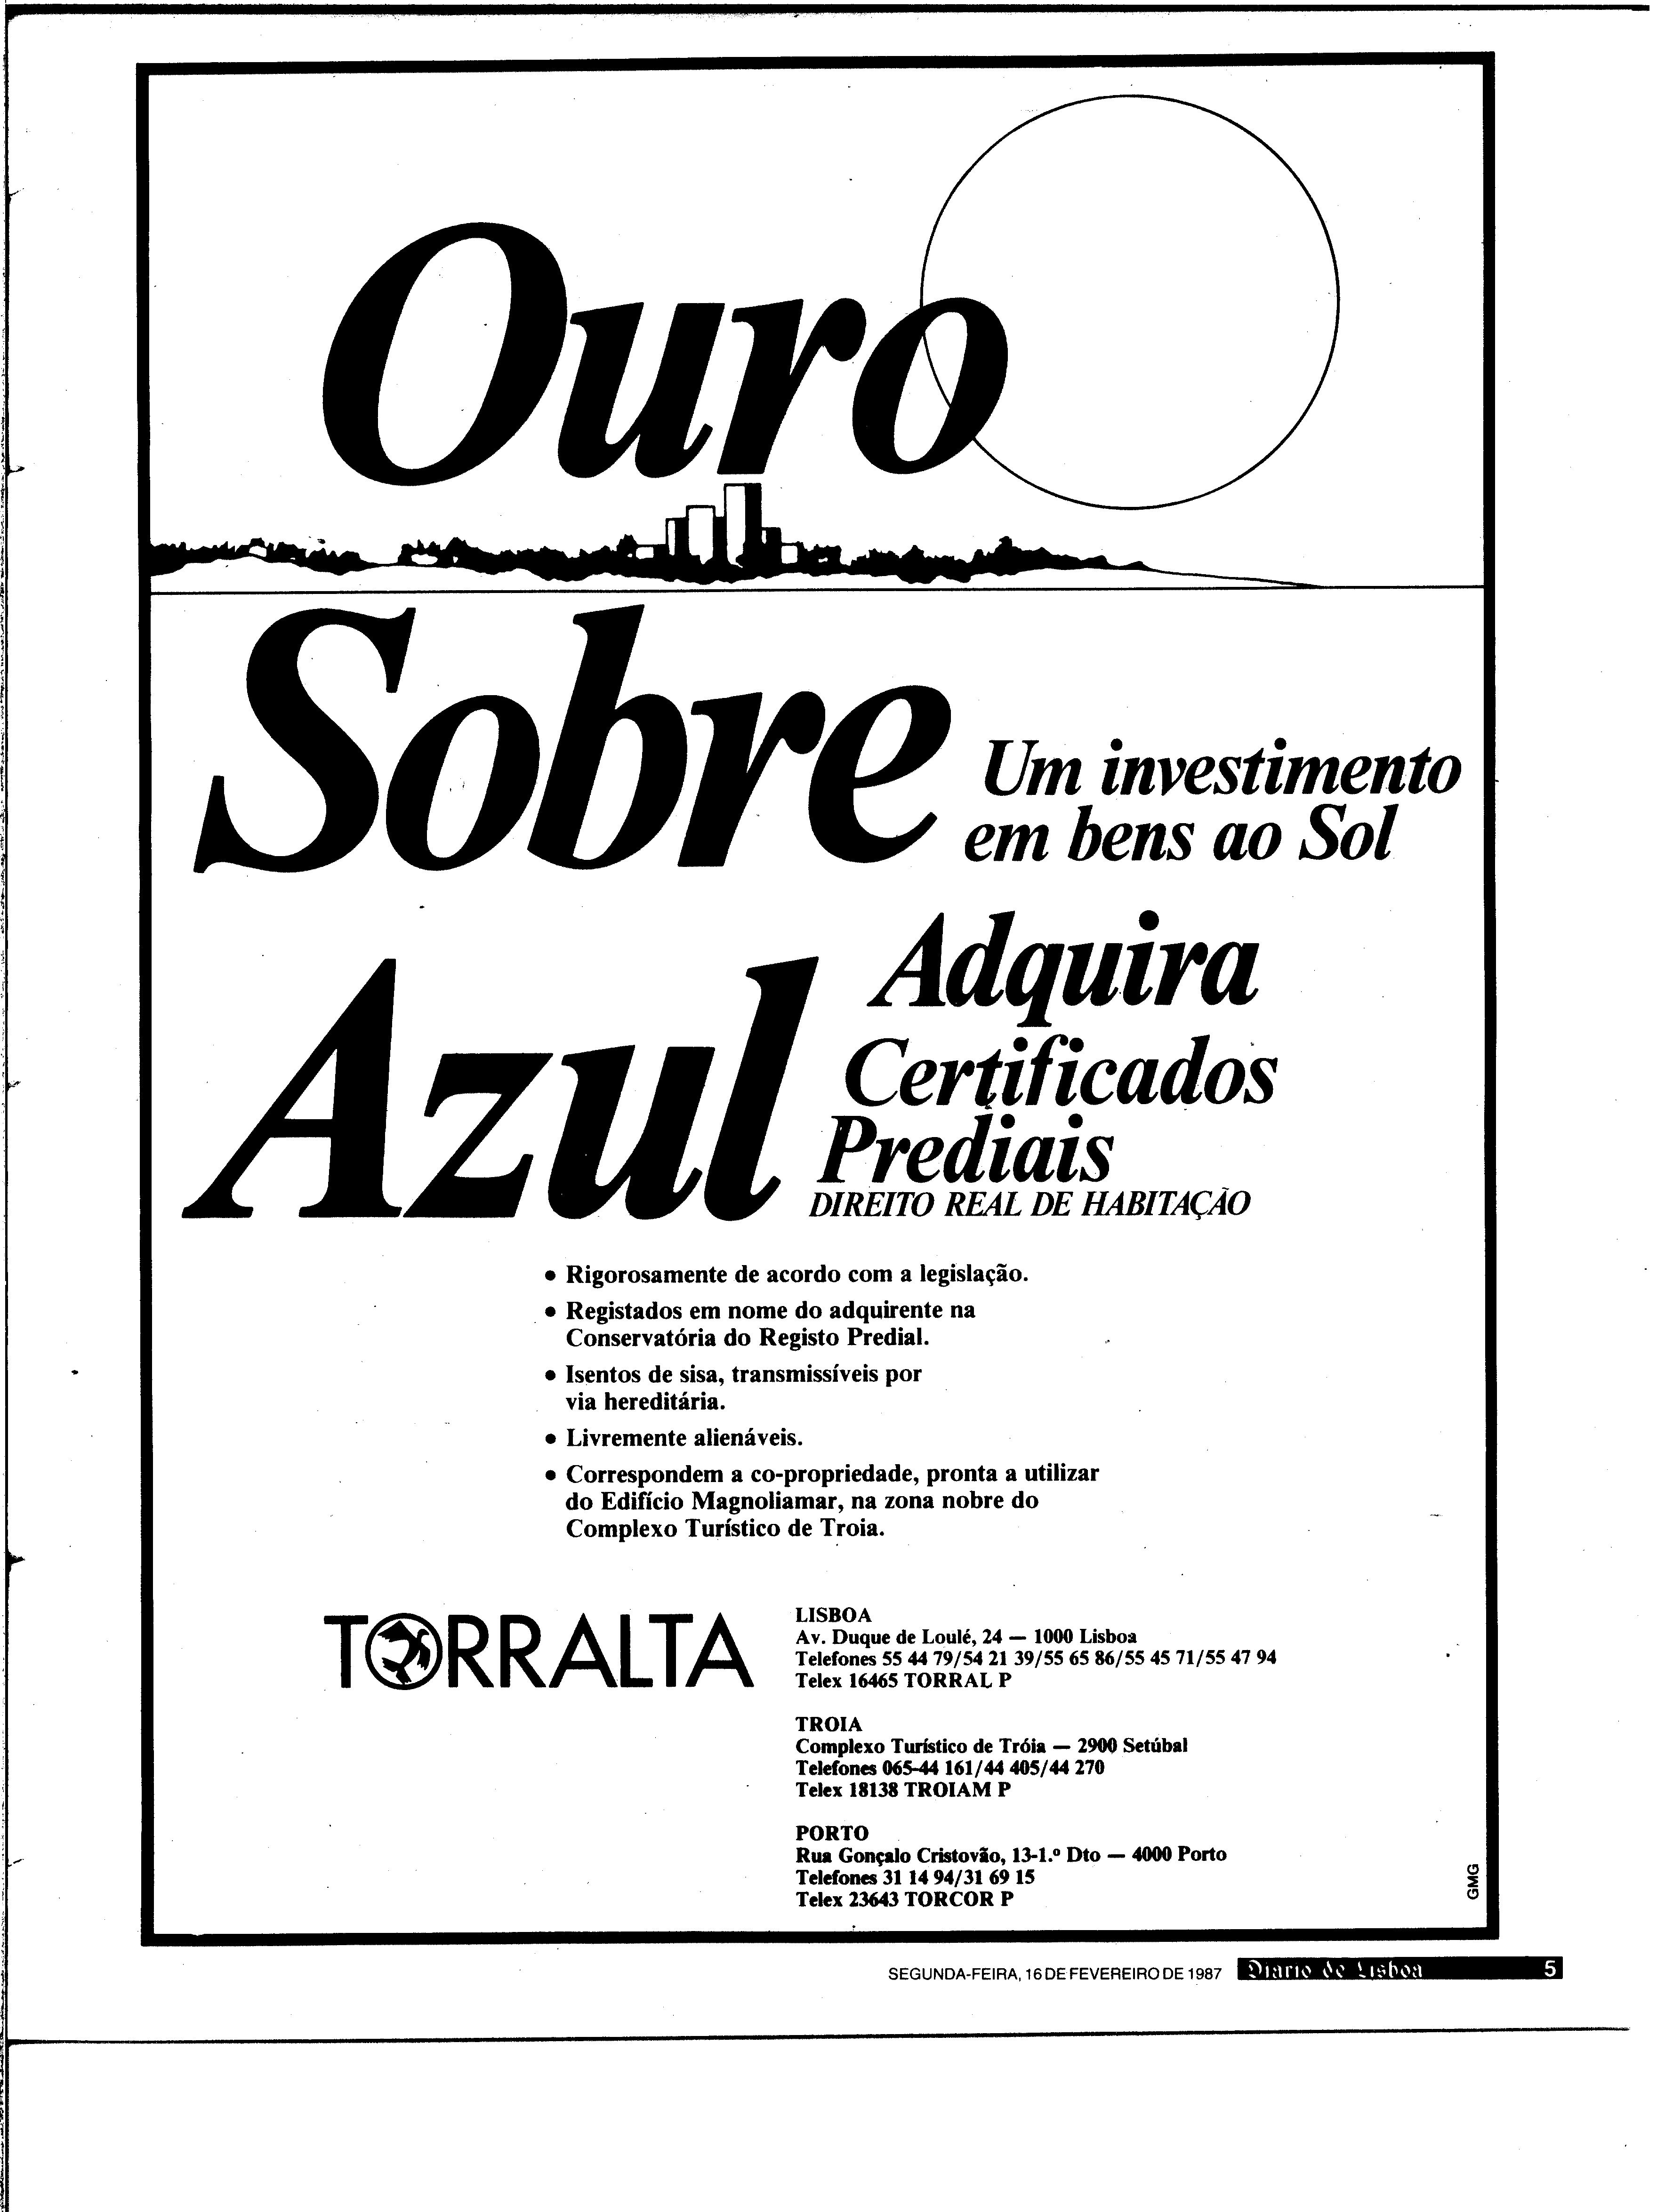 Ouro
Sobre
Um investimento
em bens ao Sol
Azul
Adquira
Certificados
Prediais
DIREITO REAL DE HABITAÇÃO
• Rigorosamente de acordo com a legislação.
• Registados em nome do adquirente na
Conservatória do Registo Predial.
• Isentos de sisa, transmissíveis por
via hereditária.
• Livremente alienáveis.
• Correspondem a co-propriedade, pronta a utilizar
do Edifício Magnoliamar, na zona nobre do
Complexo Turístico de Troia.
TORRALTA
LISBOA
Av. Duque de Loulé, 24 — 1000 Lisboa
Telefones 55 44 79/54 21 39/55 65 86/55 45 71/55 47 94
Telex 16465 TORRAL P
TROIA
Complexo Turístico de Tróia — 2900 Setúbal
Telefones 065-44 161/44 405/44 270
Telex 18138 TROIAM P
PORTO
Rua Gonçalo Cristovão, 13-1.º Dto — 4000 Porto
Telefones 31 14 94/31 69 15
Telex 23643 TORCOR P
GMG
SEGUNDA-FEIRA, 16 DE FEVEREIRO DE 1987 Diario de Lisboa 5